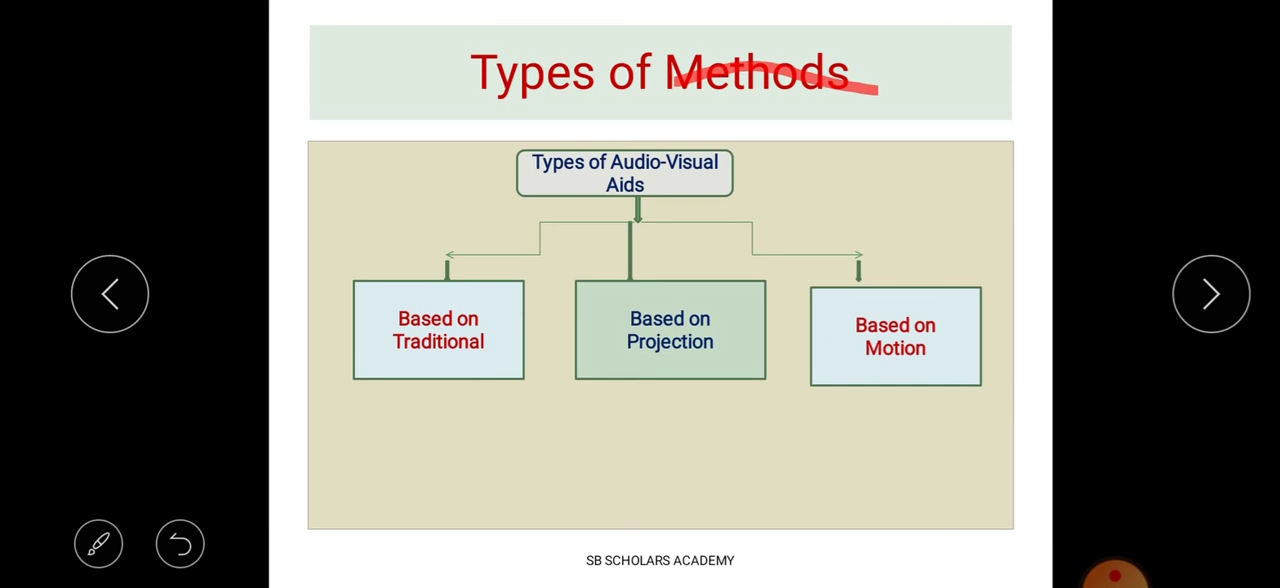 Types of Methods
Types of Audio-Visual
Aids
Based on
Traditional
Based on
Projection
Based on
Motion
SB SCHOLARS ACADEMY